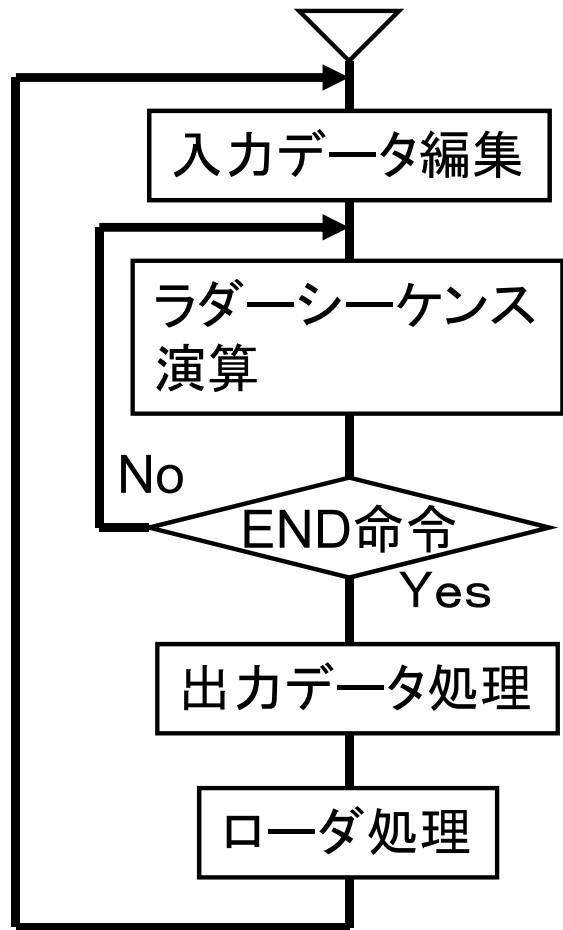 入力データ編集
ラダーシーケンス
演算
No
END命令
Yes
出力データ処理
ローダ処理